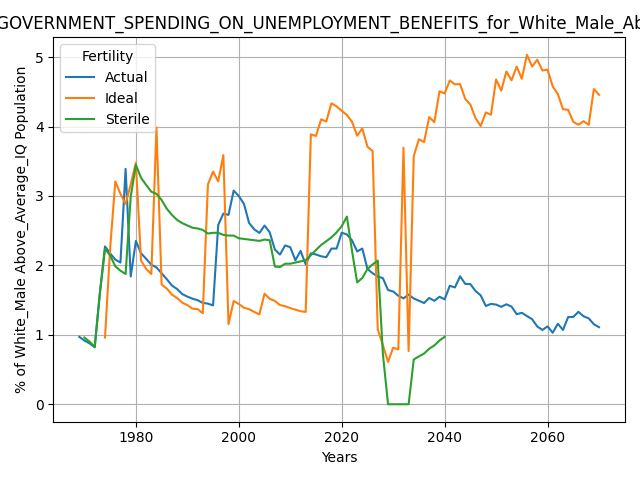 GOVERNMENT_SPENDING_ON_UNEMPLOYMENT_BENEFITS_for_White_Male_Ab
Fertility
Actual
Ideal
Sterile
% of White_Male Above_Average_IQ Population
5
4
3
2
1
0
1980 2000 2020 2040 2060
Years